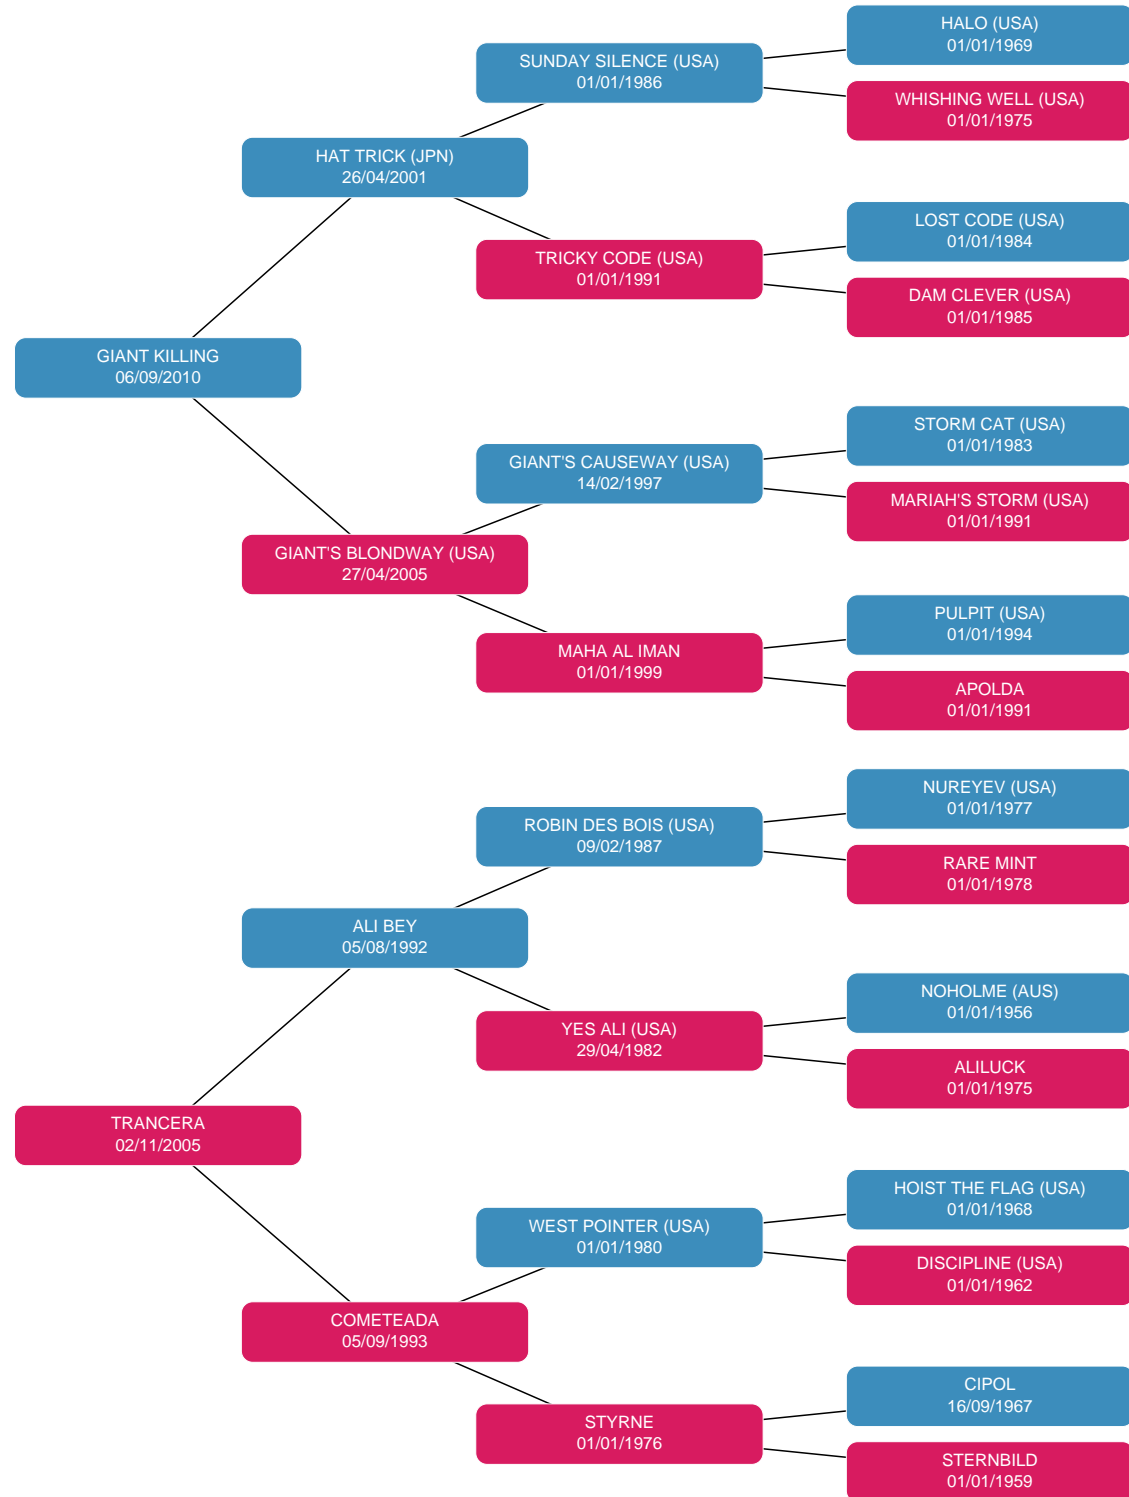 HALO (USA)
01/01/1969
SUNDAY SILENCE (USA)
01/01/1986
WHISHING WELL (USA)
01/01/1975
HAT TRICK (JPN)
26/04/2001
LOST CODE (USA)
01/01/1984
TRICKY CODE (USA)
01/01/1991
DAM CLEVER (USA)
01/01/1985
GIANT KILLING
06/09/2010
STORM CAT (USA)
01/01/1983
GIANT'S CAUSEWAY (USA)
14/02/1997
MARIAH'S STORM (USA)
01/01/1991
GIANT'S BLONDWAY (USA)
27/04/2005
PULPIT (USA)
01/01/1994
MAHA AL IMAN
01/01/1999
APOLDA
01/01/1991
NUREYEV (USA)
01/01/1977
ROBIN DES BOIS (USA)
09/02/1987
RARE MINT
01/01/1978
ALI BEY
05/08/1992
NOHOLME (AUS)
01/01/1956
YES ALI (USA)
29/04/1982
ALILUCK
01/01/1975
TRANCERA
02/11/2005
HOIST THE FLAG (USA)
01/01/1968
WEST POINTER (USA)
01/01/1980
DISCIPLINE (USA)
01/01/1962
COMETEADA
05/09/1993
CIPOL
16/09/1967
STYRNE
01/01/1976
STERNBILD
01/01/1959